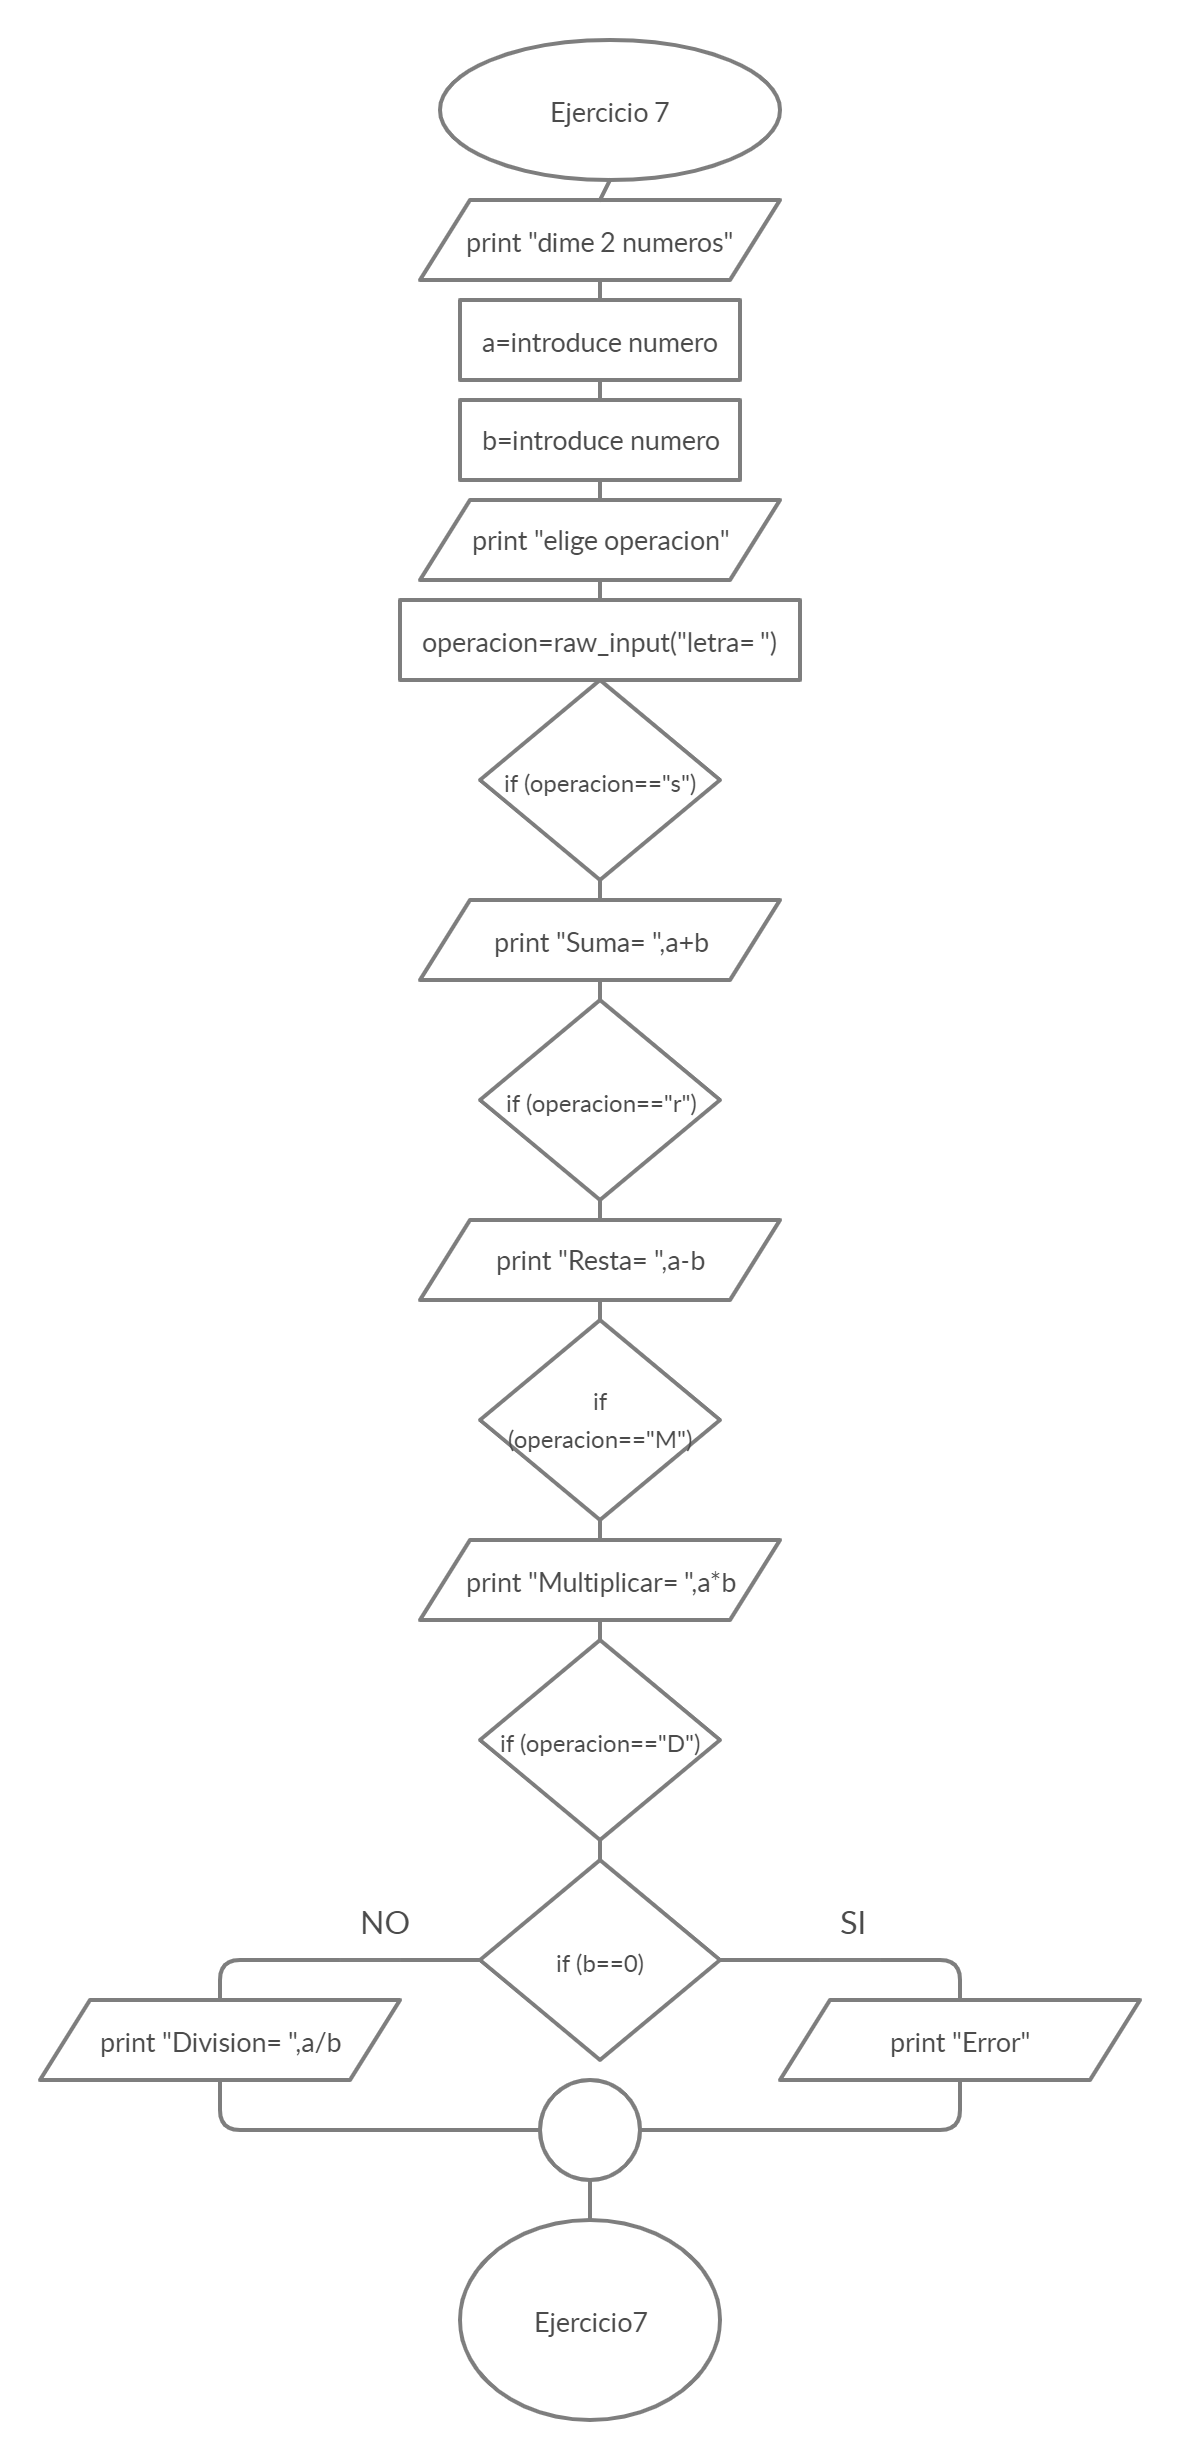 Ejercicio 7
print "dime 2 numeros"
a=introduce numero
b=introduce numero
print "elige operacion"
operacion=raw_input("letra= ")
if (operacion=="s")
print "Suma= ",a+b
if (operacion=="r")
print "Resta= ",a-b
if
(operacion=="M")
print "Multiplicar= ",a*b
if (operacion=="D")
NO
SI
if (b==0)
print "Division= ",a/b
print "Error"
Ejercicio7